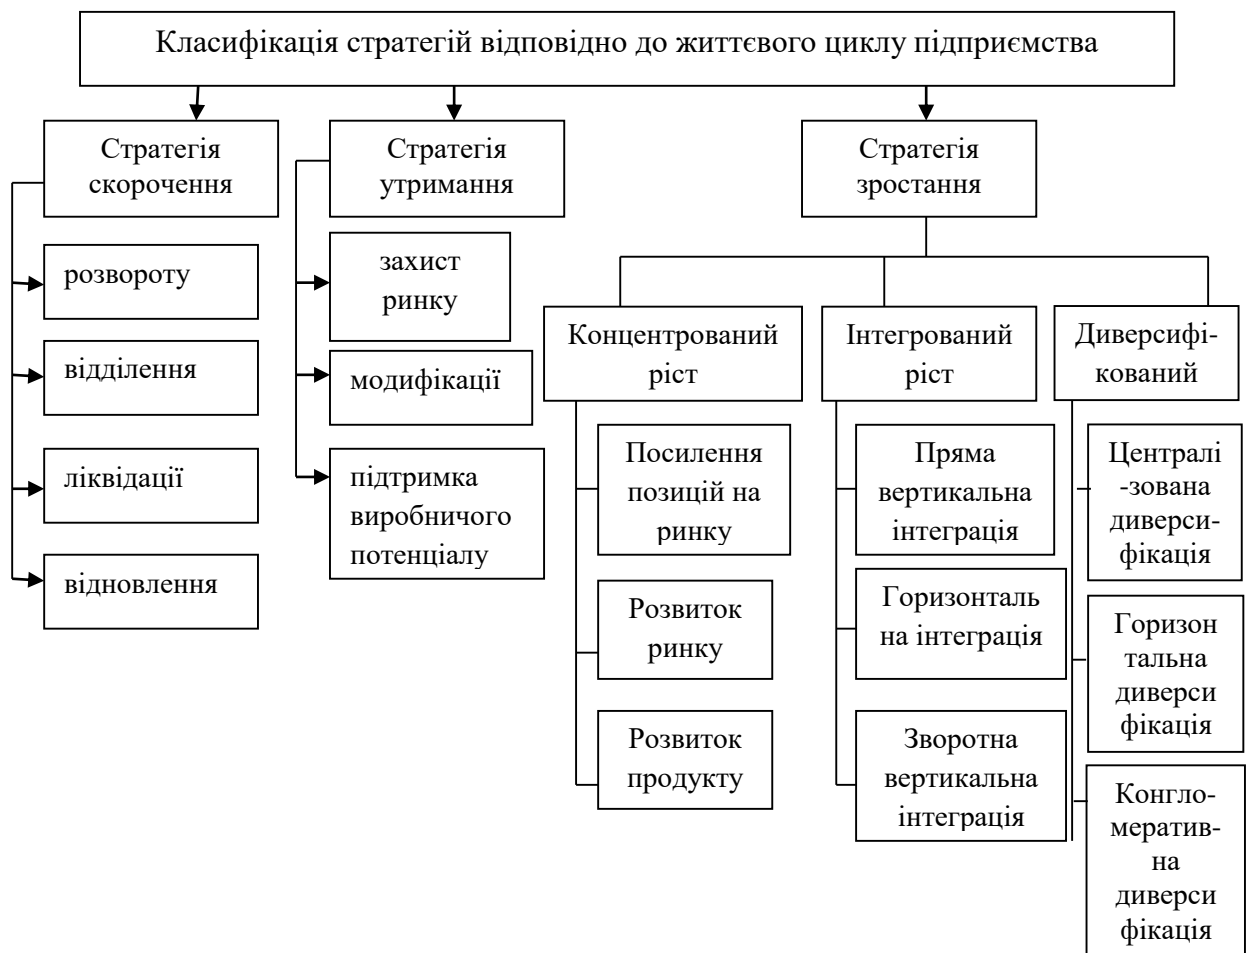 Класифікація стратегій відповідно до життєвого циклу підприємства
Стратегія
скорочення
розвороту
відділення
ліквідації
відновлення
Стратегія
утримання
захист
ринку
модифікації
підтримка
виробничого
потенціалу
Стратегія
зростання
Концентрований
ріст
Посилення
позицій на
ринку
Розвиток
ринку
Розвиток
продукту
Інтегрований
ріст
Пряма
вертикальна
інтеграція
Горизонталь
на інтеграція
Зворотна
вертикальна
інтеграція
Диверсифі-
кований
Централі
-зована
диверси-
фікація
Горизон
тальна
диверси
фікація
Конгло-
мератив-
на
диверси
фікація